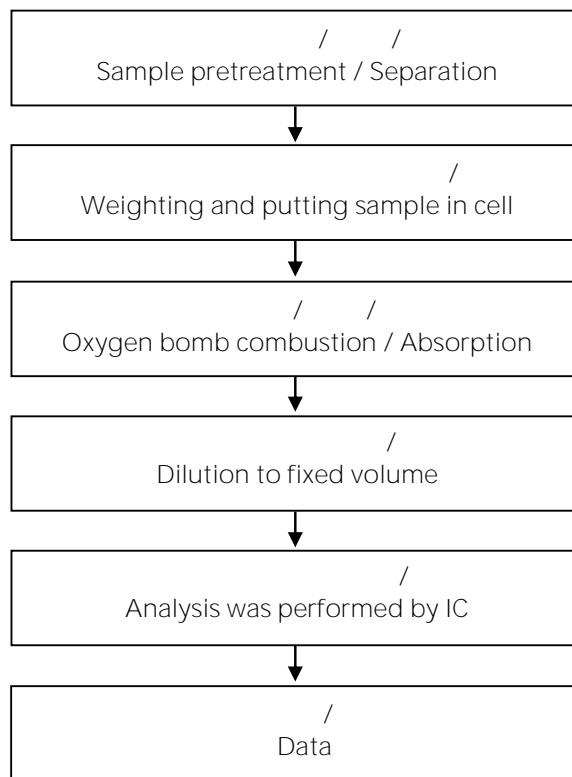 / /
Sample pretreatment / Separation
/
Weighting and putting sample in cell
/ /
Oxygen bomb combustion / Absorption
/
Dilution to fixed volume
/
Analysis was performed by IC
/
Data